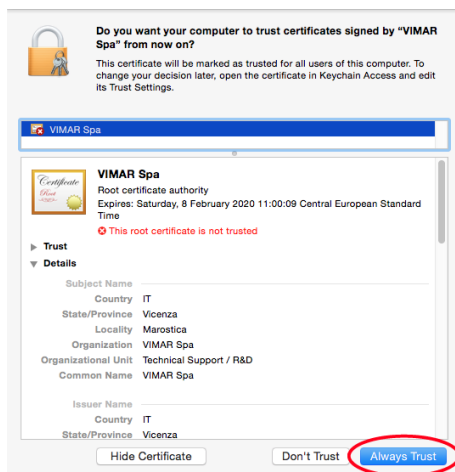 Do you want your computer to trust certificates signed by “VIMAR
Spa” from now on?
This certificate will be marked as trusted for all users of this computer. To
change your decision later, open the certificate in Keychain Access and edit
its Trust Settings.
VIMAR Spa
Certificate
Root
VIMAR Spa
Root certificate authority
Expires: Saturday, 8 February 2020 11:00:09 Central European Standard
Time
This root certificate is not trusted
Trust
Details
Subject Name
Country IT
State/Province Vicenza
Locality Marostica
Organization VIMAR Spa
Organizational Unit Technical Support / R&D
Common Name VIMAR Spa
Issuer Name
Country IT
State/Province Vicenza
Hide Certificate Don't Trust Always Trust